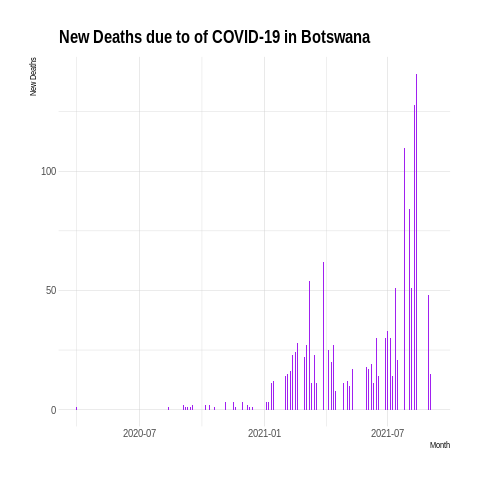 New Deaths due to of COVID-19 in Botswana
New Deaths
100
50
0
2020-07
2021-01
2021-07
Month